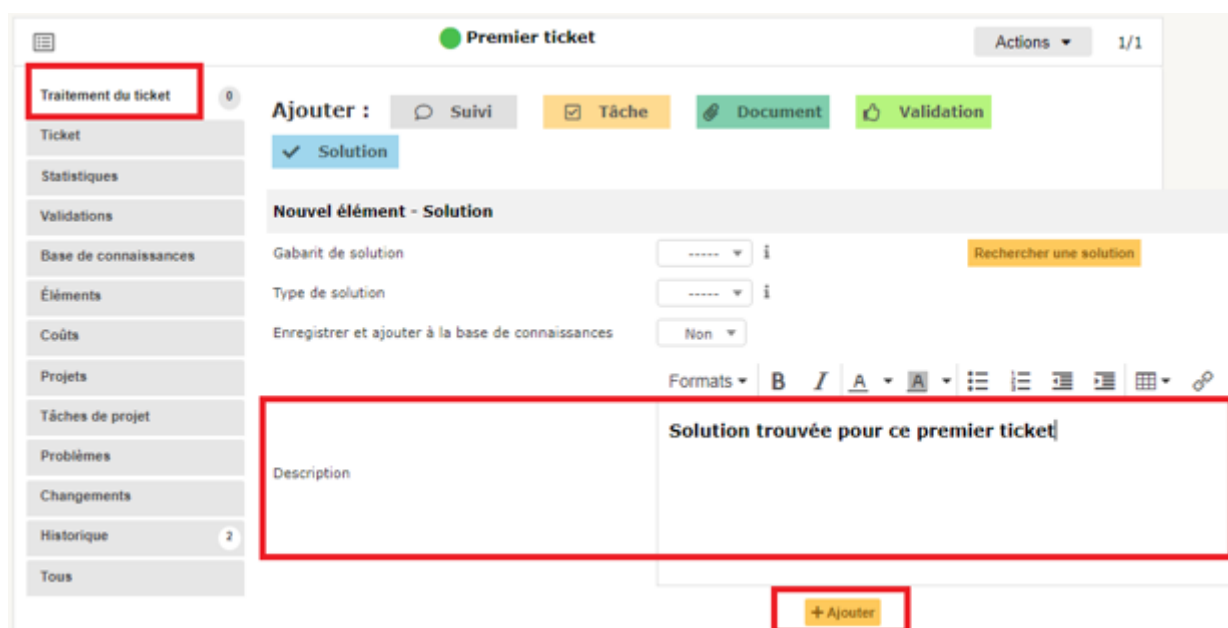 Premier ticket
Actions
1/1
Traitement du ticket 0
Ticket
Statistiques
Validations
Base de connaissances
Éléments
Coûts
Projets
Tâches de projet
Problèmes
Changements
Historique 2
Tous
Ajouter :
Suivi
Tâche
Document
Validation
Solution
Nouvel élément - Solution
Gabarit de solution
-----
i
Rechercher une solution
Type de solution
-----
i
Enregistrer et ajouter à la base de connaissances
Non
Formats B I A A
Description
Solution trouvée pour ce premier ticket
+ Ajouter